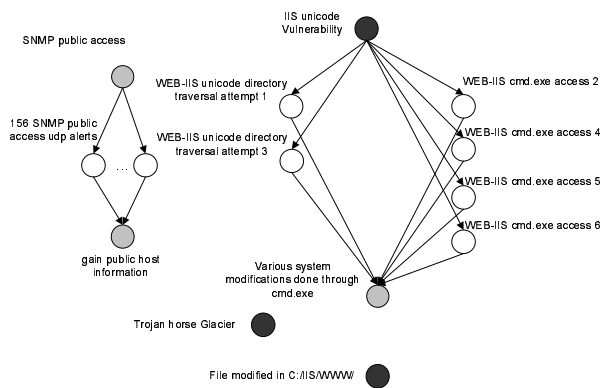 IIS unicode
Vulnerability
SNMP public access
WEB-IIS unicode directory
traversal attempt 1
WEB-IIS cmd.exe access 2
156 SNMP public
access udp alerts
WEB-IIS unicode directory
traversal attempt 3
WEB-IIS cmd.exe access 4
...
WEB-IIS cmd.exe access 5
WEB-IIS cmd.exe access 6
gain public host
information
Various system
modifications done through
cmd.exe
Trojan horse Glacier
File modified in C:/IIS/WWW/